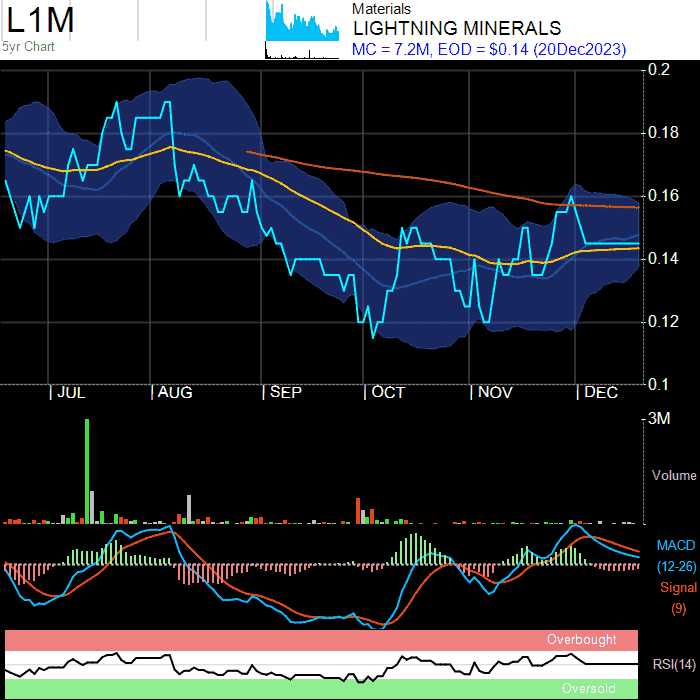 L1M
5yr Chart
Materials
LIGHTNING MINERALS
MC = 7.2M, EOD = $0.14 (20Dec2023)
0.2
0.18
0.16
0.14
0.12
0.1
| JUL | AUG | SEP | OCT | NOV | DEC
3M
Volume
MACD
(12-26)
Signal
(9)
Overbought
RSI(14)
Oversold